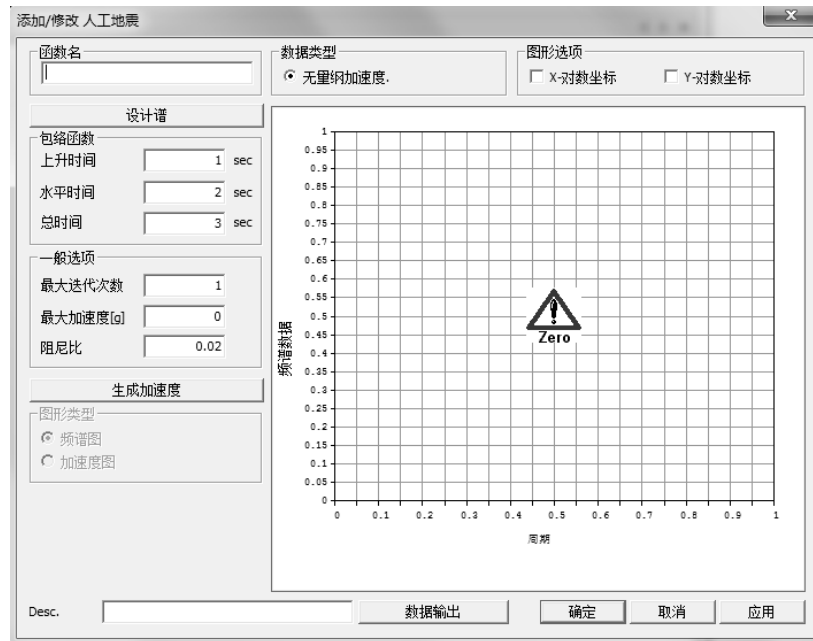 添加/修改 人工地震
函数名
数据类型
无量纲加速度.
图形选项
X-对数坐标
Y-对数坐标
设计谱
包络函数
上升时间 1 sec
水平时间 2 sec
总时间 3 sec
一般选项
最大迭代次数 1
最大加速度[g] 0
阻尼比 0.02
生成加速度
图形类型
频谱图
加速度图
频谱数据
1
0.95
0.9
0.85
0.8
0.75
0.7
0.65
0.6
0.55
0.5
0.45
0.4
0.35
0.3
0.25
0.2
0.15
0.1
0.05
0
Zero
0 0.1 0.2 0.3 0.4 0.5 0.6 0.7 0.8 0.9 1
周期
Desc.
数据输出
确定
取消
应用